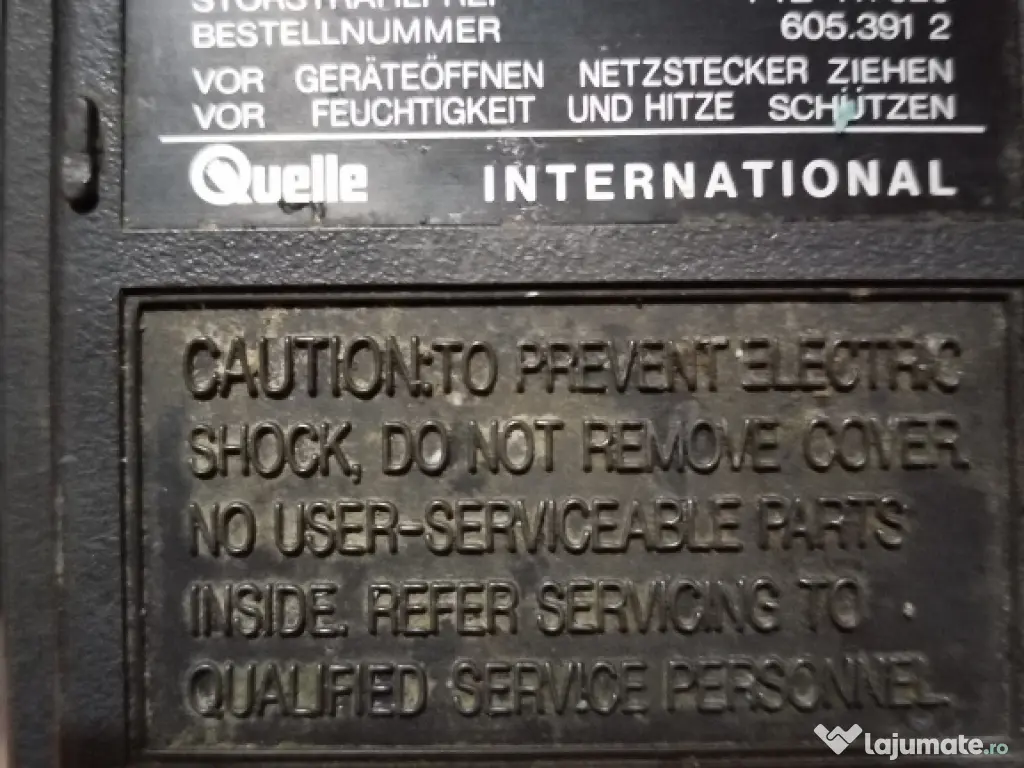 STÖRSTRAHLFREI
BESTELLNUMMER 605.391 2
VOR GERÄTEÖFFNEN NETZSTECKER ZIEHEN
VOR FEUCHTIGKEIT UND HITZE SCHÜTZEN
Quelle INTERNATIONAL
CAUTION:TO PREVENT ELECTRIC
SHOCK, DO NOT REMOVE COVER.
NO USER-SERVICEABLE PARTS
INSIDE. REFER SERVICING TO
QUALIFIED SERVICE PERSONNEL.
lajumate.ro